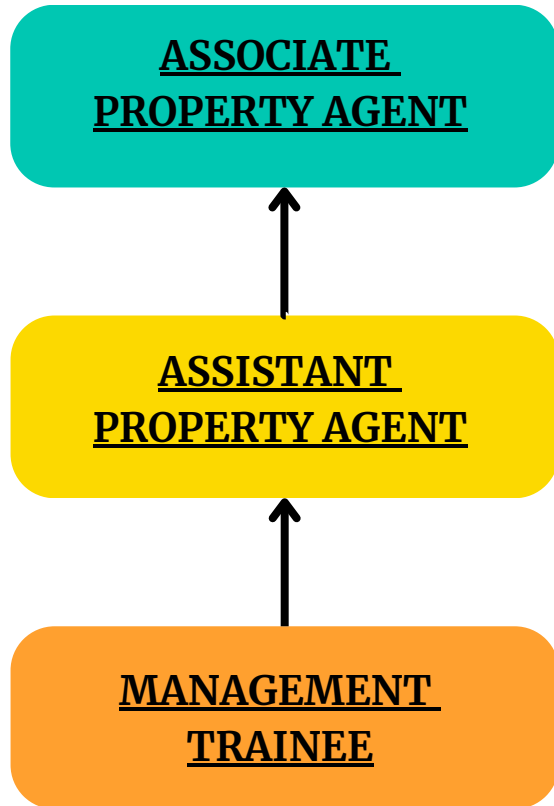 ASSOCIATE
PROPERTY AGENT
ASSISTANT
PROPERTY AGENT
MANAGEMENT
TRAINEE